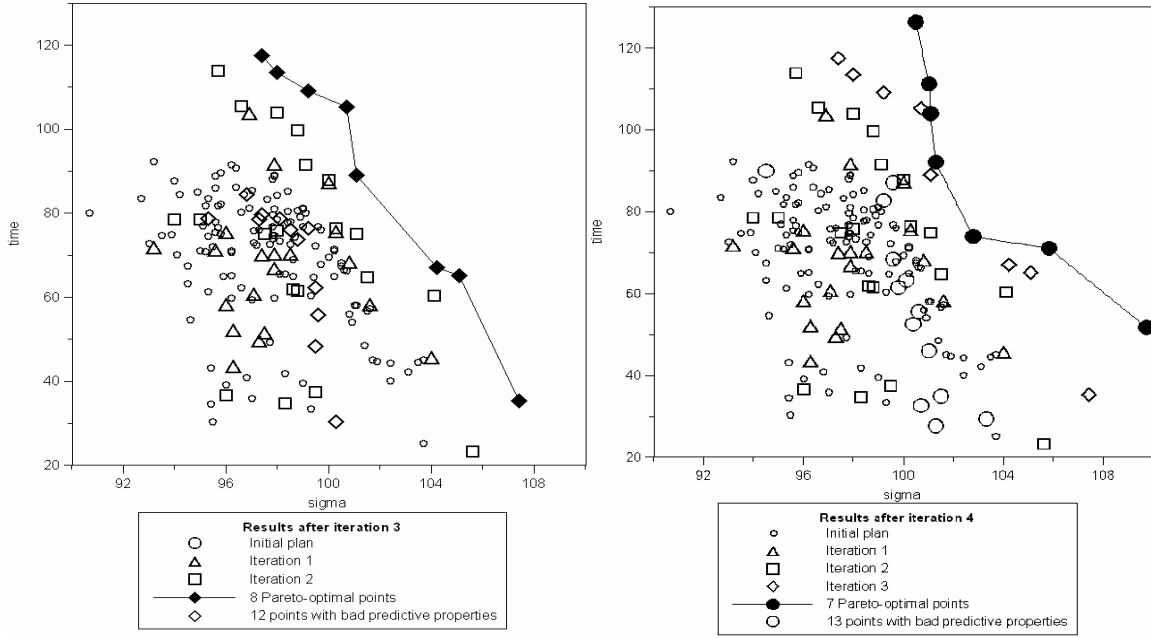 120
100
time
80
60
40
20
92
96
100
104
108
sigma
Results after iteration 3
Initial plan
Iteration 1
Iteration 2
8 Pareto-optimal points
12 points with bad predictive properties
120
100
time
80
60
40
20
92
96
100
104
108
sigma
Results after iteration 4
Initial plan
Iteration 1
Iteration 2
Iteration 3
7 Pareto-optimal points
13 points with bad predictive properties